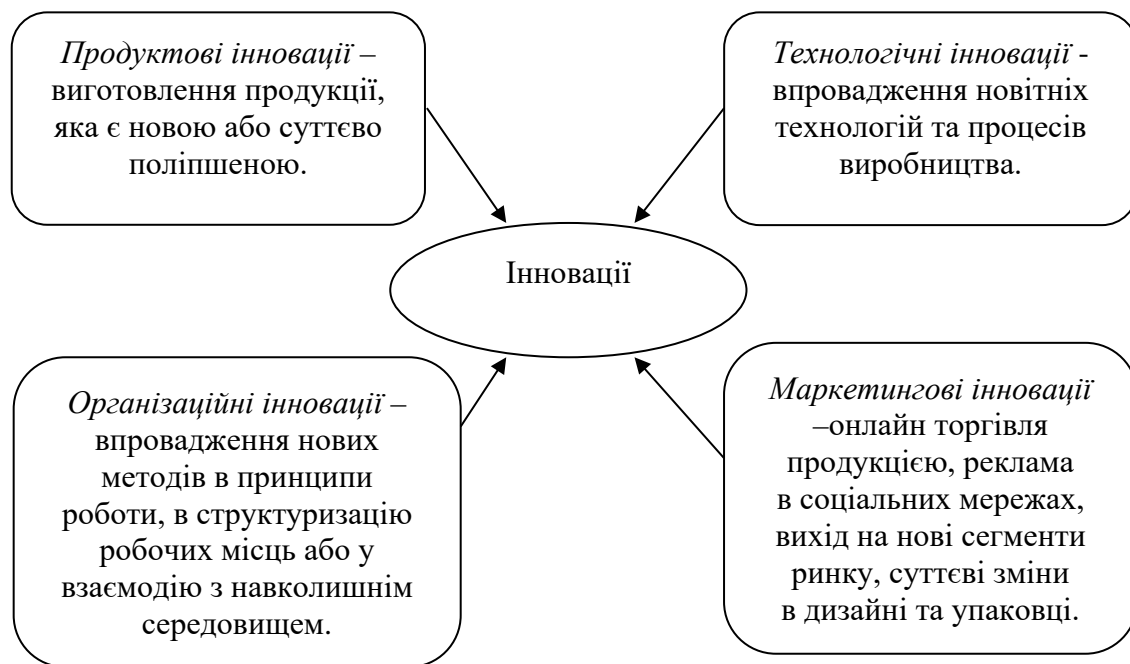 Продуктові інновації –
виготовлення продукції,
яка є новою або суттєво
поліпшеною.
Технологічні інновації -
впровадження новітніх
технологій та процесів
виробництва.
Інновації
Організаційні інновації –
впровадження нових
методів в принципи
роботи, в структуризацію
робочих місць або у
взаємодію з навколишнім
середовищем.
Маркетингові інновації
–онлайн торгівля
продукцією, реклама
в соціальних мережах,
вихід на нові сегменти
ринку, суттєві зміни
в дизайні та упаковці.